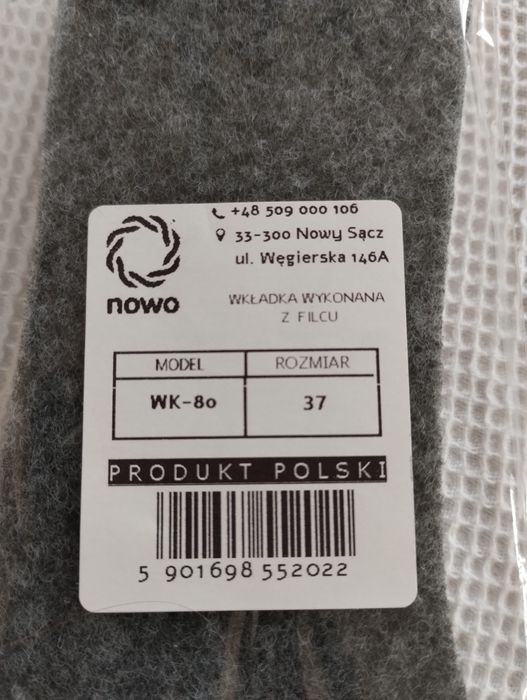 +48 509 000 106
33-300 Nowy Sącz
ul. Węgierska 146A
nowo
WKŁADKA WYKONANA
Z FILCU
MODEL ROZMIAR
WK-80 37
PRODUKT POLSKI
5 901698 552022